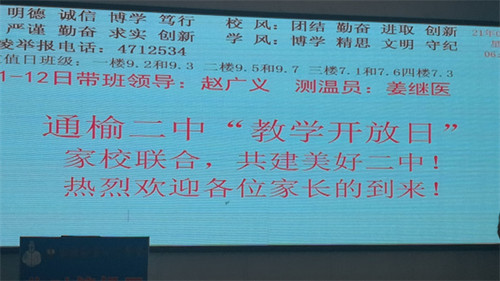 明德 诚信 博学 笃行 校 风：团结 勤奋 进取 创新
严谨 勤奋 求实 创新 学 风：博学 精思 文明 守纪
凌举报电话：4712534
值日班级：一楼9.2和9.3 二楼9.5和9.7 三楼7.1和7.6四楼7.3
1-12日带班领导：赵广义 测温员：姜继医
21年0
06:
通榆二中“教学开放日”
家校联合，共建美好二中！
热烈欢迎各位家长的到来！